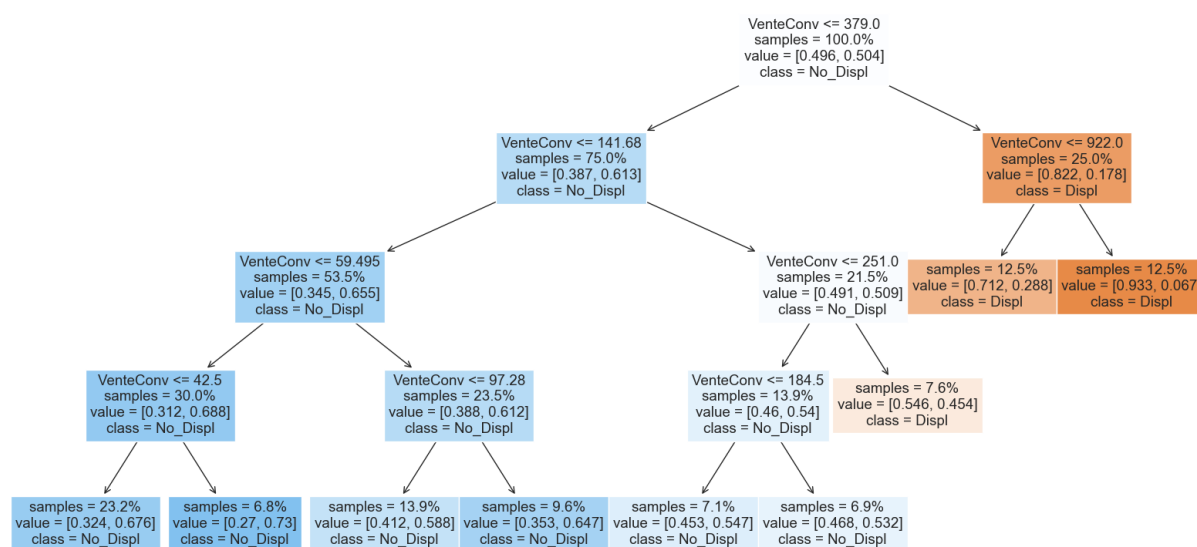 VenteConv <= 379.0
samples = 100.0%
value = [0.496, 0.504]
class = No_Displ
VenteConv <= 141.68
samples = 75.0%
value = [0.387, 0.613]
class = No_Displ
VenteConv <= 922.0
samples = 25.0%
value = [0.822, 0.178]
class = Displ
VenteConv <= 59.495
samples = 53.5%
value = [0.345, 0.655]
class = No_Displ
VenteConv <= 251.0
samples = 21.5%
value = [0.491, 0.509]
class = No_Displ
samples = 12.5%
value = [0.712, 0.288]
class = Displ
samples = 12.5%
value = [0.933, 0.067]
class = Displ
VenteConv <= 42.5
samples = 30.0%
value = [0.312, 0.688]
class = No_Displ
VenteConv <= 97.28
samples = 23.5%
value = [0.388, 0.612]
class = No_Displ
VenteConv <= 184.5
samples = 13.9%
value = [0.46, 0.54]
class = No_Displ
samples = 7.6%
value = [0.546, 0.454]
class = Displ
samples = 23.2%
value = [0.324, 0.676]
class = No_Displ
samples = 6.8%
value = [0.27, 0.73]
class = No_Displ
samples = 13.9%
value = [0.412, 0.588]
class = No_Displ
samples = 9.6%
value = [0.353, 0.647]
class = No_Displ
samples = 7.1%
value = [0.453, 0.547]
class = No_Displ
samples = 6.9%
value = [0.468, 0.532]
class = No_Displ